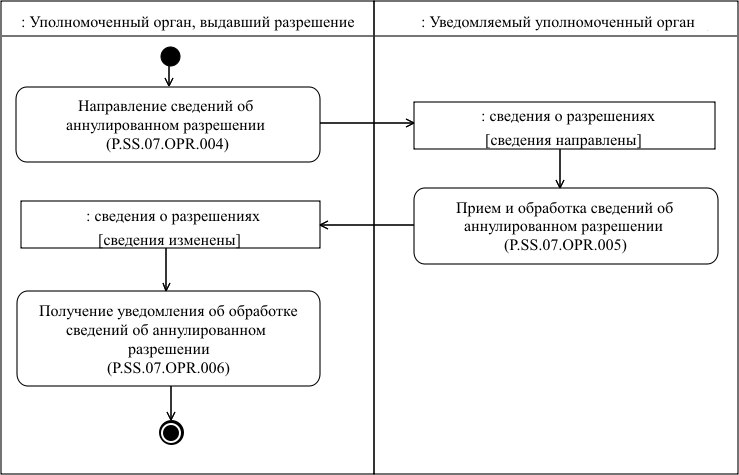 : Уполномоченный орган, выдавший разрешение
: Уведомляемый уполномоченный орган
Направление сведений об
аннулированном разрешении
(P.SS.07.OPR.004)
: сведения о разрешениях
[сведения направлены]
Прием и обработка сведений об
аннулированном разрешении
(P.SS.07.OPR.005)
: сведения о разрешениях
[сведения изменены]
Получение уведомления об обработке
сведений об аннулированном
разрешении
(P.SS.07.OPR.006)